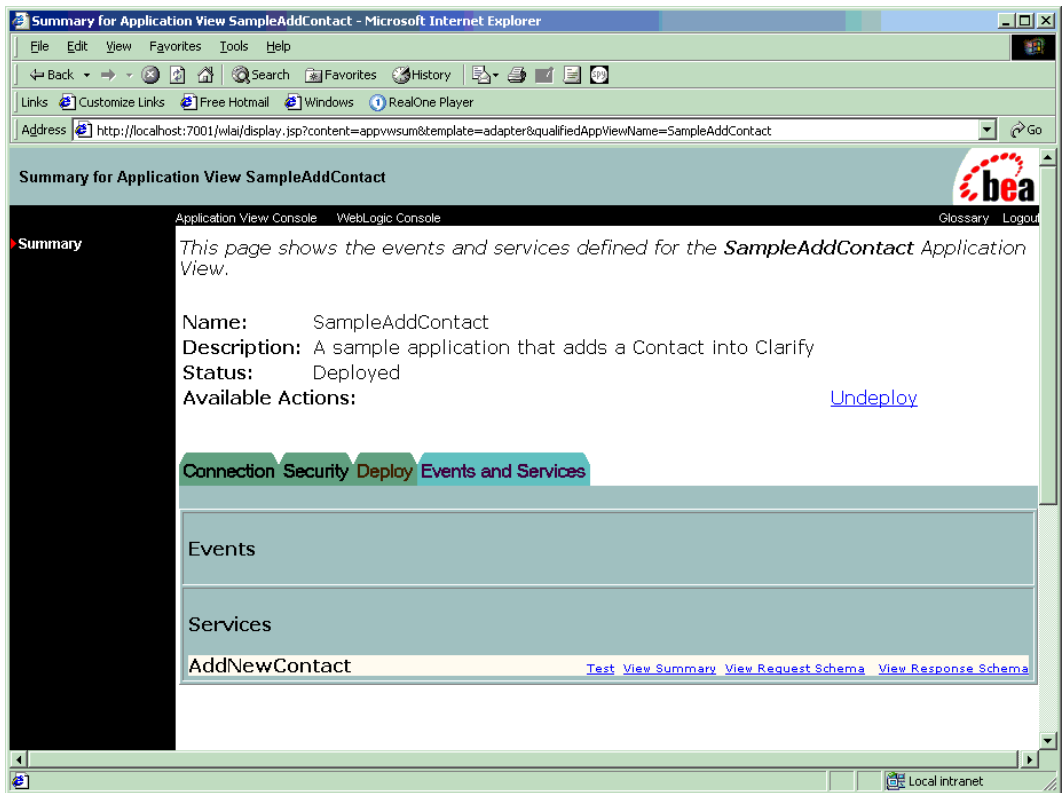 Summary for Application View SampleAddContact - Microsoft Internet Explorer
File Edit View Favorites Tools Help
Back Search Favorites History
Links Customize Links Free Hotmail Windows RealOne Player
Address http://localhost:7001/wlai/display.jsp?content=appvwsum&template=adapter&qualifiedAppViewName=SampleAddContact Go
Summary for Application View SampleAddContact
bea
Application View Console WebLogic Console Glossary Logout
Summary
This page shows the events and services defined for the SampleAddContact Application
View.
Name: SampleAddContact
Description: A sample application that adds a Contact into Clarify
Status: Deployed
Available Actions: Undeploy
Connection Security Deploy Events and Services
Events
Services
AddNewContact Test View Summary View Request Schema View Response Schema
Local intranet